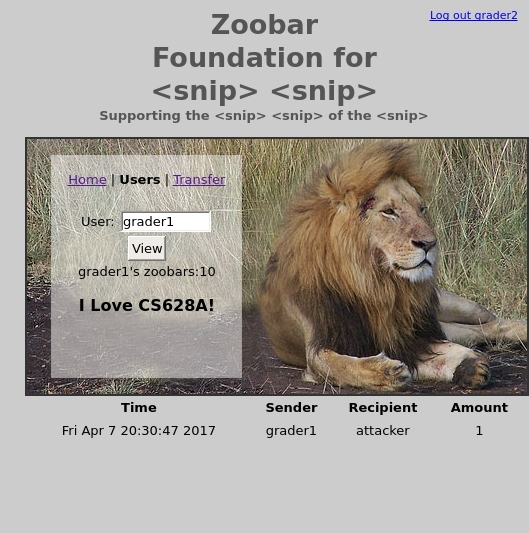 Log out grader2
Zoobar
Foundation for
<snip> <snip>
Supporting the <snip> <snip> of the <snip>
Home | Users | Transfer
User: grader1
View
grader1's zoobars:10
I Love CS628A!
Time Sender Recipient Amount
Fri Apr 7 20:30:47 2017 grader1 attacker 1